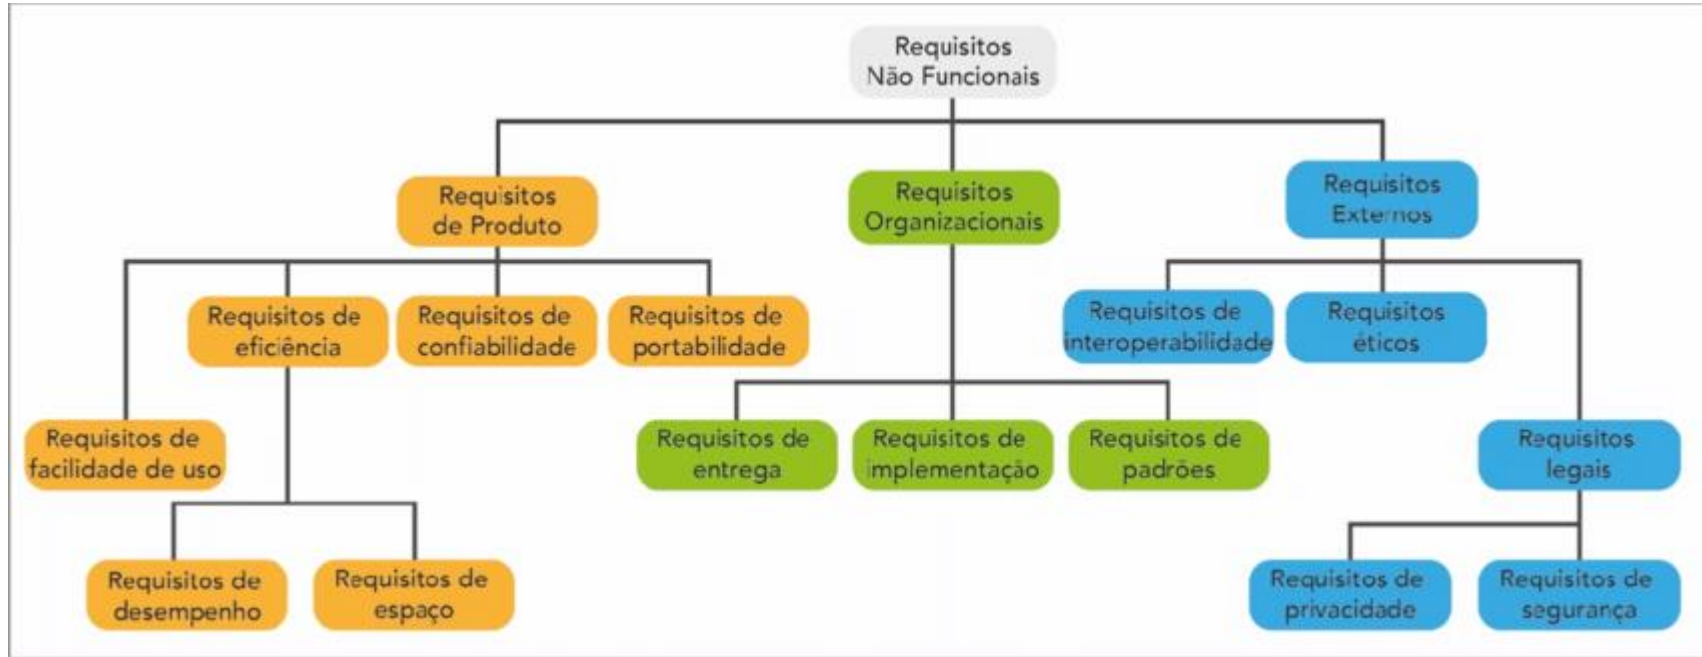 Requisitos
Não Funcionais
Requisitos
de Produto
Requisitos
Organizacionais
Requisitos
Externos
Requisitos de
eficiência
Requisitos de
confiabilidade
Requisitos de
portabilidade
Requisitos de
interoperabilidade
Requisitos
éticos
Requisitos de
facilidade de uso
Requisitos de
entrega
Requisitos de
implementação
Requisitos de
padrões
Requisitos
legais
Requisitos de
desempenho
Requisitos de
espaço
Requisitos de
privacidade
Requisitos de
segurança